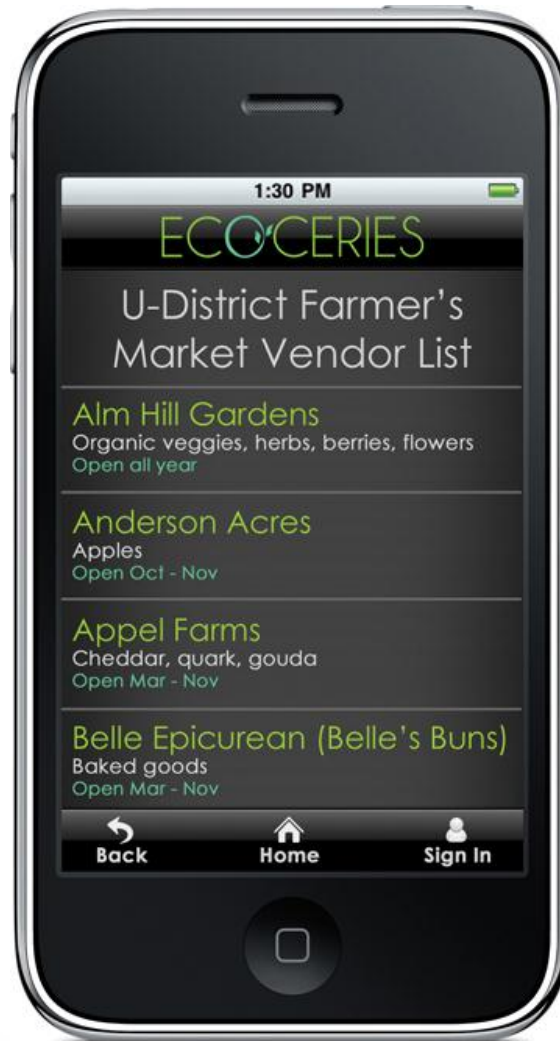 1:30 PM
ECOCERIES
U-District Farmer's
Market Vendor List
Alm Hill Gardens
Organic veggies, herbs, berries, flowers
Open all year
Anderson Acres
Apples
Open Oct - Nov
Appel Farms
Cheddar, quark, gouda
Open Mar - Nov
Belle Epicurean (Belle's Buns)
Baked goods
Open Mar - Nov
Back Home Sign In